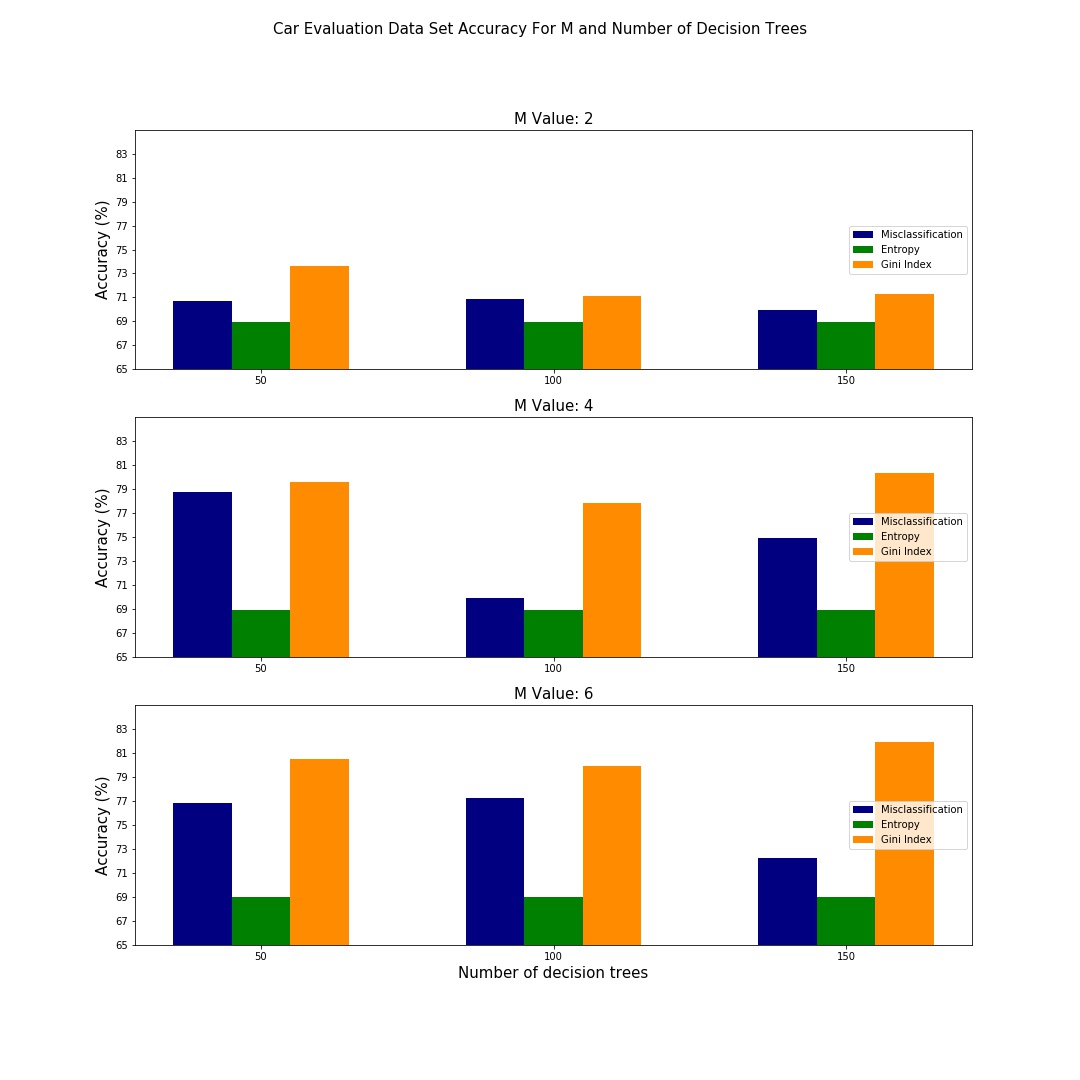 Car Evaluation Data Set Accuracy For M and Number of Decision Trees
M Value: 2
Accuracy (%)
83
81
79
77
75
73
71
69
67
65
Misclassification
Entropy
Gini Index
50 100 150
M Value: 4
Accuracy (%)
83
81
79
77
75
73
71
69
67
65
Misclassification
Entropy
Gini Index
50 100 150
M Value: 6
Accuracy (%)
83
81
79
77
75
73
71
69
67
65
Misclassification
Entropy
Gini Index
50 100 150
Number of decision trees